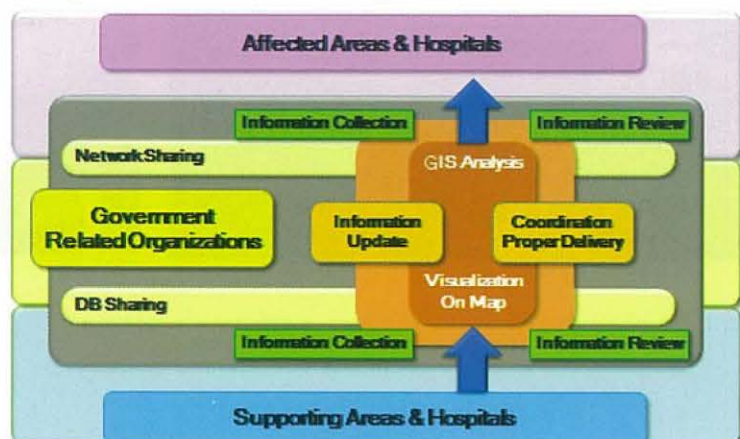 Affected Areas & Hospitals
Information Collection
Information Review
Network Sharing
GIS Analysis
Government
Related Organizations
Information
Update
Coordination
Proper Delivery
Visualization
On Map
DB Sharing
Information Collection
Information Review
Supporting Areas & Hospitals